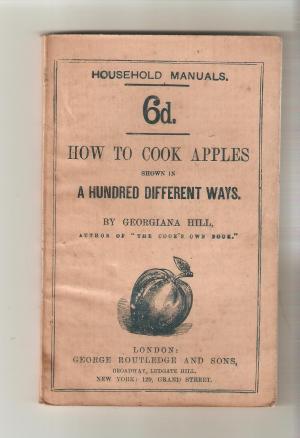 HOUSEHOLD MANUALS.
6d.
HOW TO COOK APPLES
SHOWN IN
A HUNDRED DIFFERENT WAYS.
BY GEORGIANA HILL,
AUTHOR OF "THE COOK'S OWN BOOK."
LONDON:
GEORGE ROUTLEDGE AND SONS,
BROADWAY, LUDGATE HILL.
NEW YORK: 129, GRAND STREET.